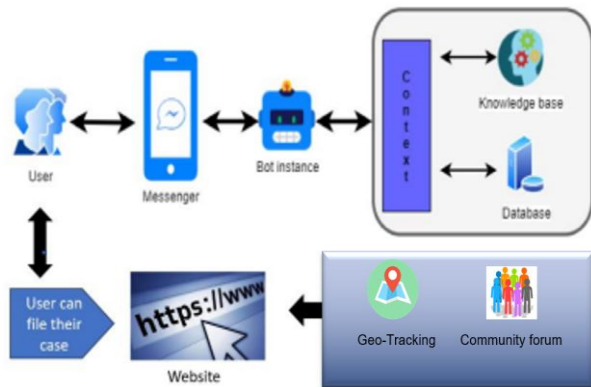 User
Messenger
Bot instance
Context
Knowledge base
Database
User can
file their
case
https://www
Website
Geo-Tracking
Community forum